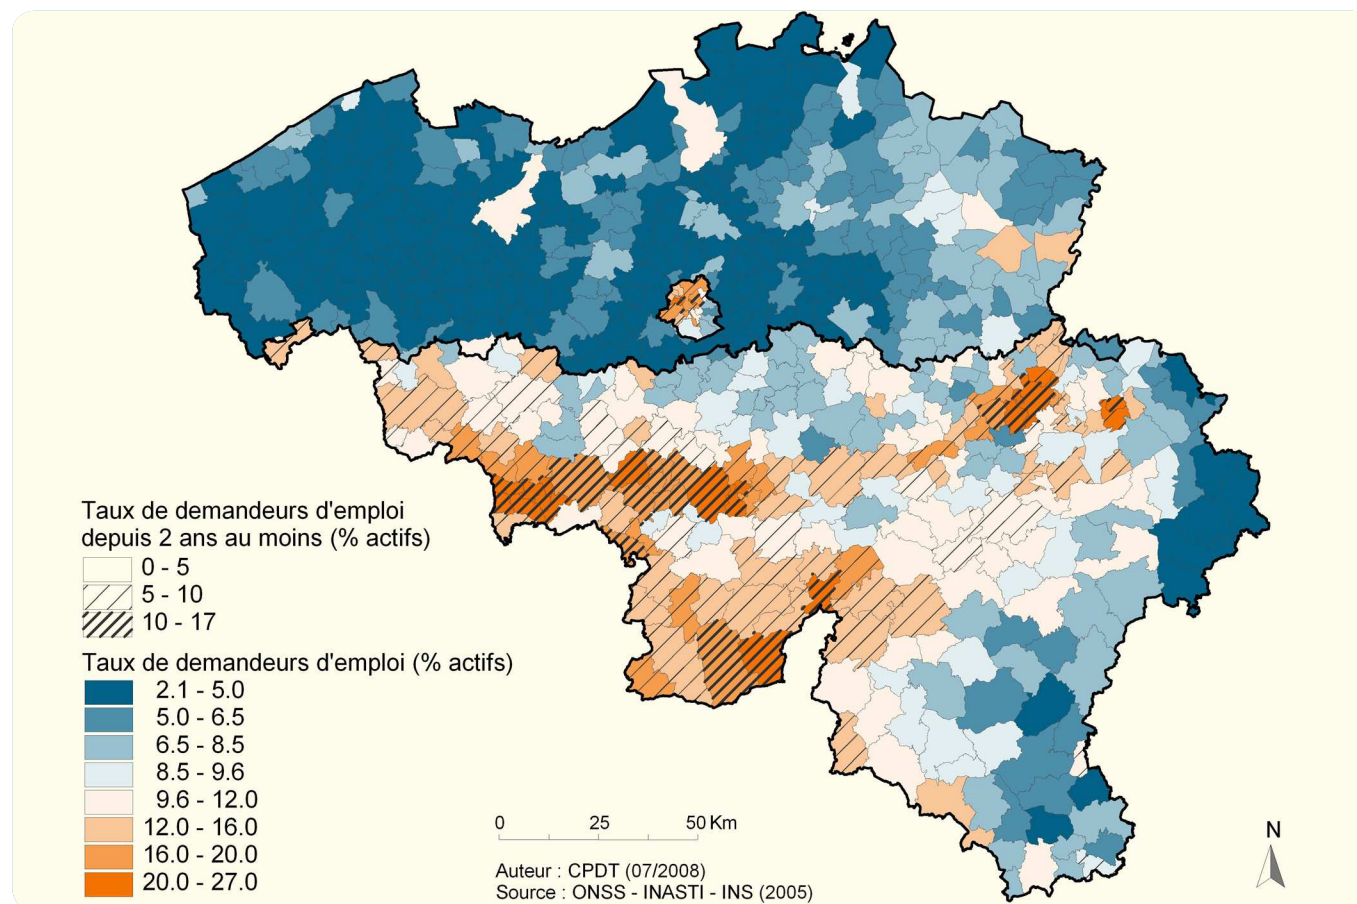 Taux de demandeurs d'emploi
depuis 2 ans au moins (% actifs)
0 - 5
5 - 10
10 - 17
Taux de demandeurs d'emploi (% actifs)
2.1 - 5.0
5.0 - 6.5
6.5 - 8.5
8.5 - 9.6
9.6 - 12.0
12.0 - 16.0
16.0 - 20.0
20.0 - 27.0
0 25 50 Km
Auteur : CPDT (07/2008)
Source : ONSS - INASTI - INS (2005)
N